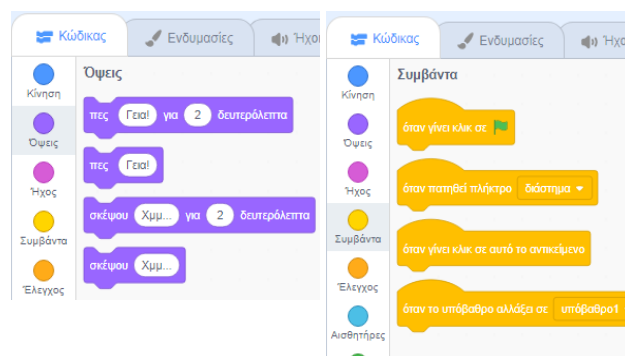 Κώδικας Ενδυμασίες
Όψεις
Κίνηση
πες Γεια! για 2 δευτερόλεπτα
Όψεις
πες Γεια!
Ήχος
σκέψου Χμμ... για 2 δευτερόλεπτα
Συμβάντα
σκέψου Χμμ...
Έλεγχος
Κώδικας Ενδυμασίες
Συμβάντα
Κίνηση
όταν γίνει κλικ σε
Όψεις
όταν πατηθεί πλήκτρο διάστημα
Ήχος
Συμβάντα
όταν γίνει κλικ σε αυτό το αντικείμενο
Έλεγχος
όταν το υπόβαθρο αλλάξει σε υπόβαθρο1
Αισθητήρες